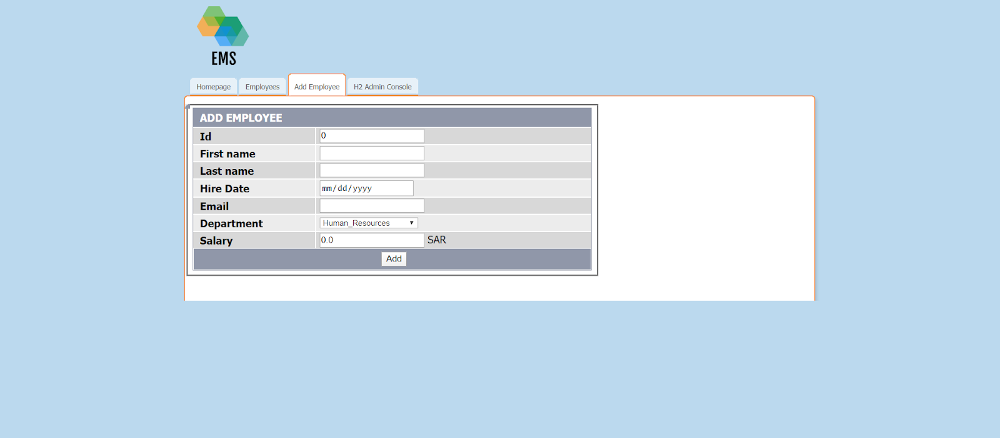 EMS
Homepage Employees Add Employee H2 Admin Console
ADD EMPLOYEE
Id 0
First name
Last name
Hire Date mm/dd/yyyy
Email
Department Human_Resources
Salary 0.0 SAR
Add